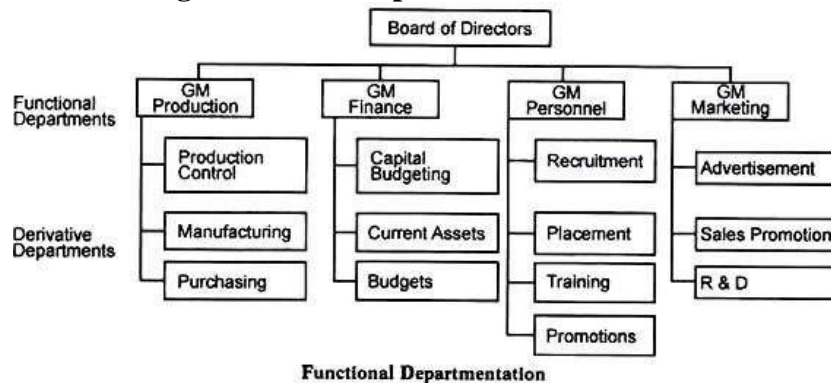 Board of Directors
GM
Production
GM
Finance
GM
Personnel
GM
Marketing
Functional
Departments
Production
Control
Capital
Budgeting
Recruitment
Advertisement
Derivative
Departments
Manufacturing
Current Assets
Placement
Sales Promotion
Purchasing
Budgets
Training
R & D
Promotions
Functional Departmentation